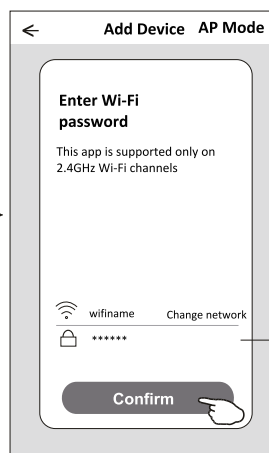 Add Device AP Mode
Enter Wi-Fi
password
This app is supported only on
2.4GHz Wi-Fi channels
wifiname Change network
******
Confirm